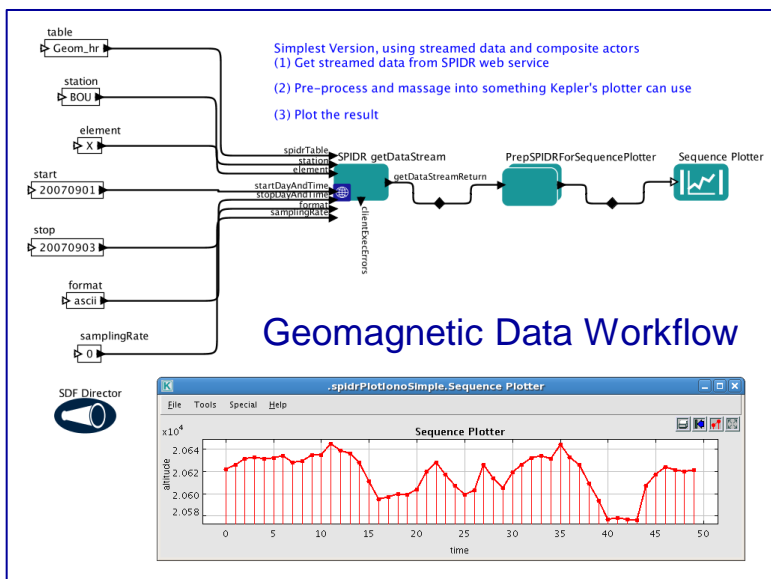 table
Geom_hr
station
BOU
element
X
start
20070901
stop
20070903
format
ascii
samplingRate
0
SDF Director
Simplest Version, using streamed data and composite actors
(1) Get streamed data from SPIDR web service
(2) Pre-process and massage into something Kepler's plotter can use
(3) Plot the result
spidrTable
station
element
startDayAndTime
stopDayAndTime
format
samplingRate
SPIDR getDataStream
getDataStreamReturn
clientExecErrors
PrepSPIDRForSequencePlotter
Sequence Plotter
Geomagnetic Data Workflow
.spidrPlotIonoSimple.Sequence Plotter
File Tools Special Help
Sequence Plotter
x10⁴
2.064
2.062
2.060
2.058
altitude
0 5 10 15 20 25 30 35 40 45 50
time